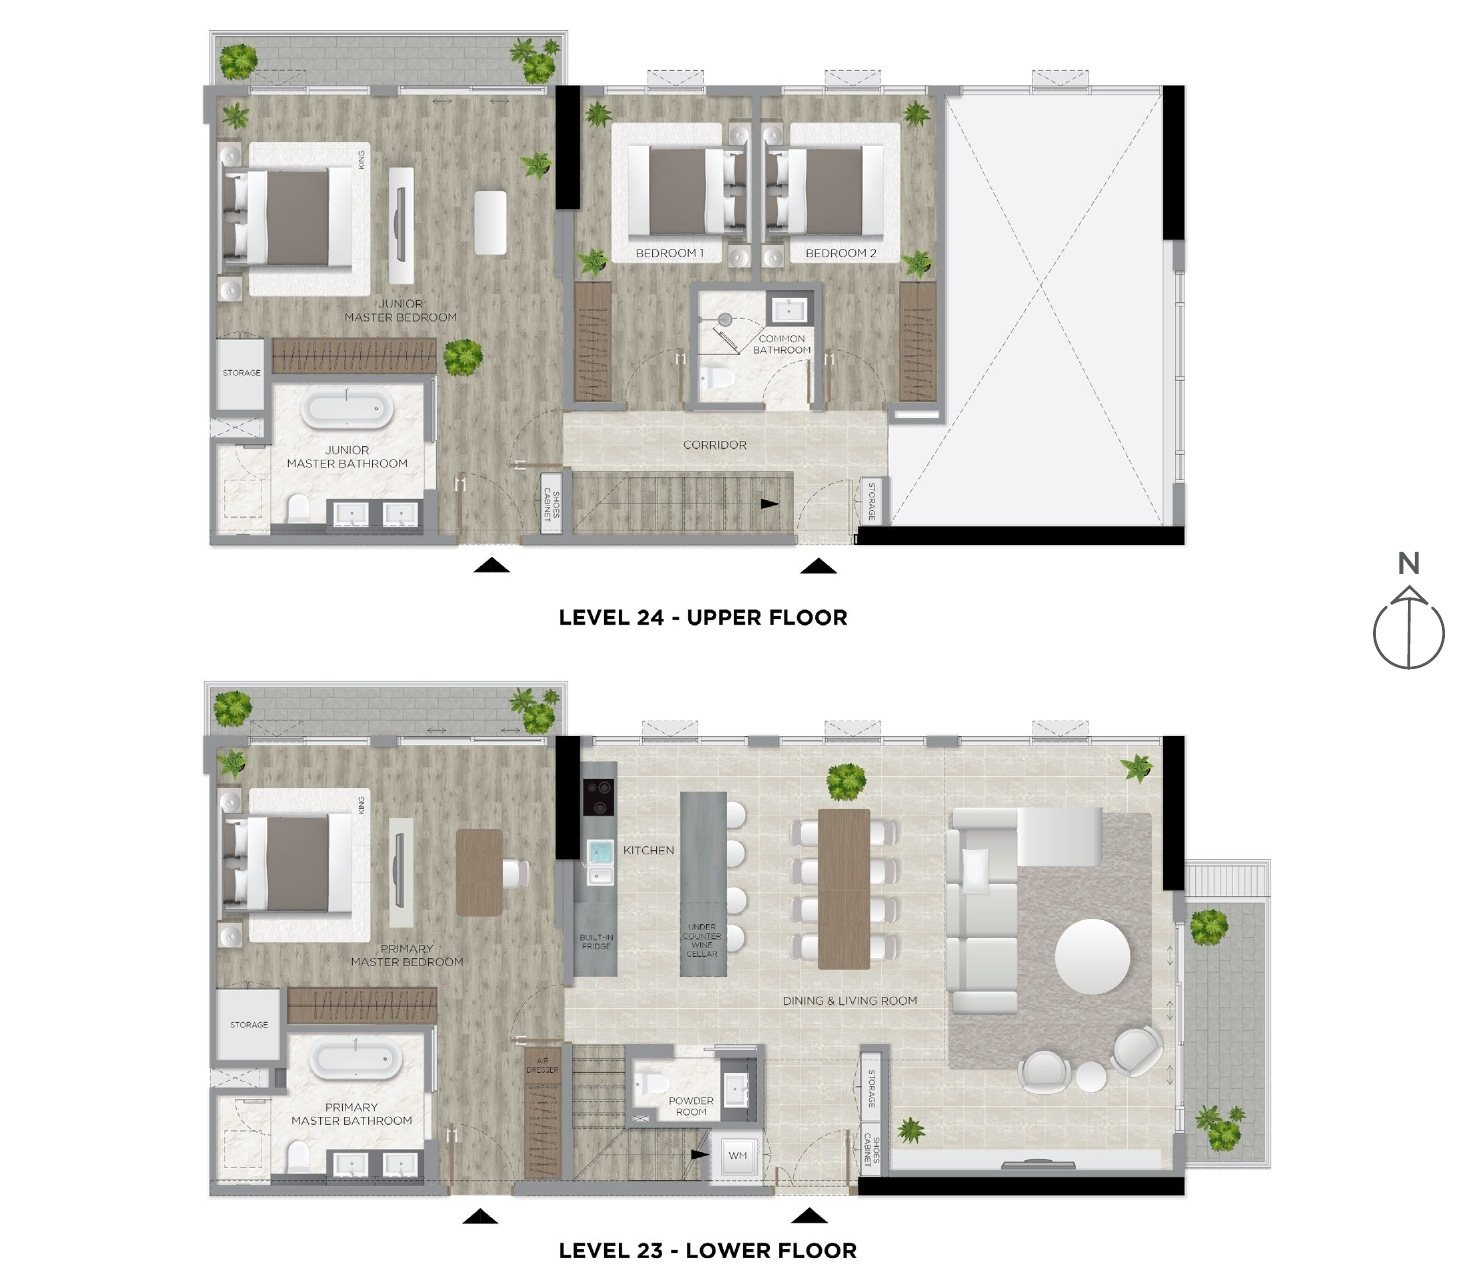 KING
BEDROOM 1
BEDROOM 2
JUNIOR
MASTER BEDROOM
COMMON
BATHROOM
STORAGE
CORRIDOR
JUNIOR
MASTER BATHROOM
SHOES
CABINET
STORAGE
LEVEL 24 - UPPER FLOOR
N
KING
KITCHEN
BUILT-IN
FRIDGE
UNDER
COUNTER
WINE
CELLAR
PRIMARY
MASTER BEDROOM
DINING & LIVING ROOM
STORAGE
AIR
DRESSER
STORAGE
POWDER
ROOM
PRIMARY
MASTER BATHROOM
SHOES
CABINET
WM
LEVEL 23 - LOWER FLOOR